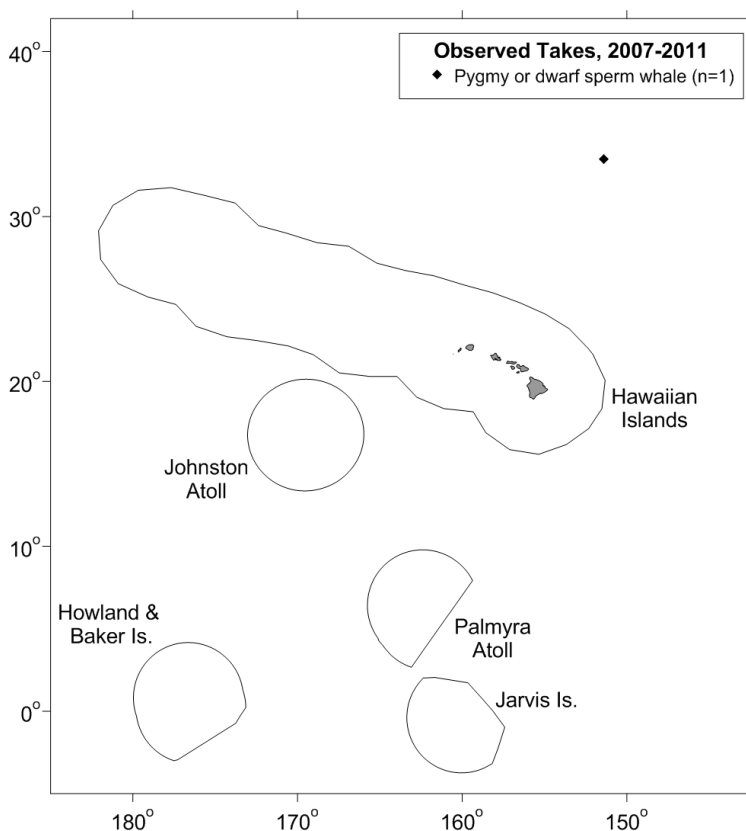 Observed Takes, 2007-2011
◆ Pygmy or dwarf sperm whale (n=1)
40°
30°
20°
10°
0°
Hawaiian
Islands
Johnston
Atoll
Howland &
Baker Is.
Palmyra
Atoll
Jarvis Is.
180°
170°
160°
150°